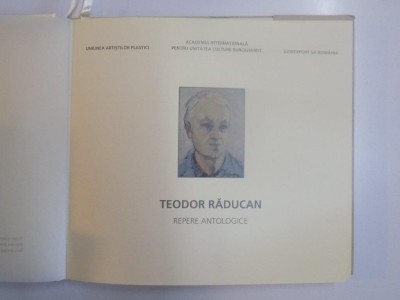 UNIUNEA ARTIȘTILOR PLASTICI
ACADEMIA INTERNAȚIONALĂ
PENTRU UNITATEA CULTURII EUROPENE
TEODOR RĂDUCAN
REPERE ANTOLOGICE